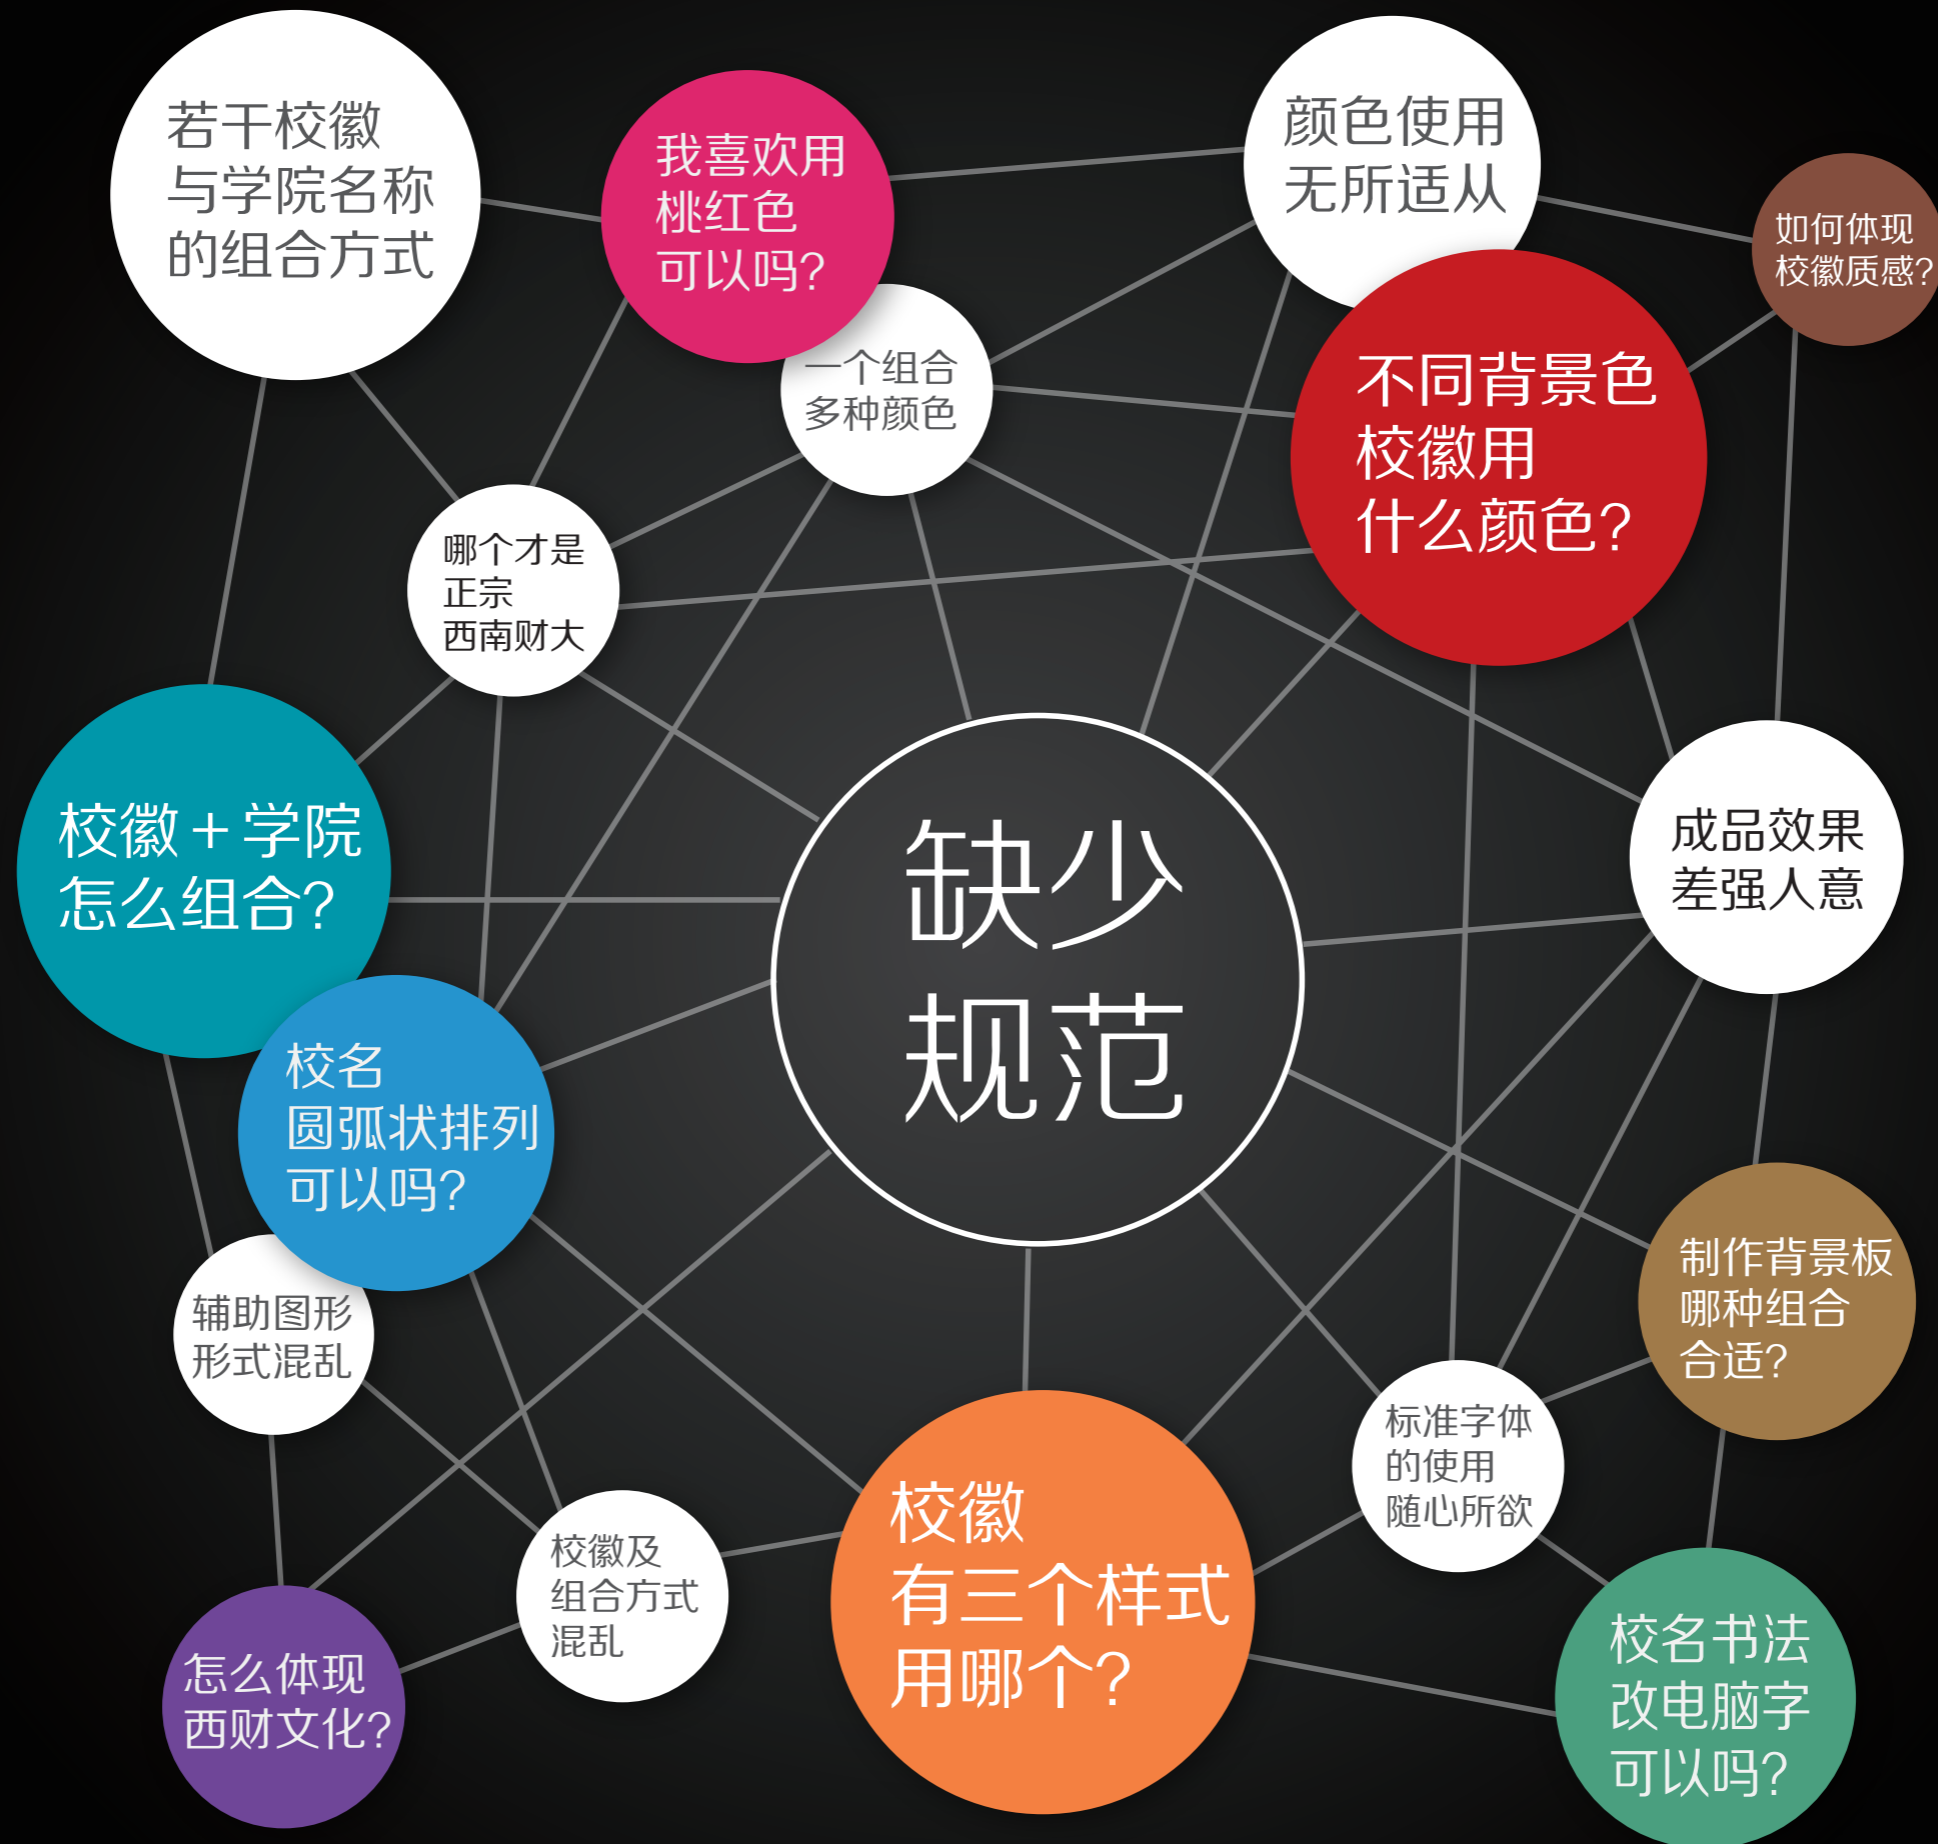 若干校徽
与学院名称
的组合方式
我喜欢用
桃红色
可以吗？
颜色使用
无所适从
如何体现
校徽质感？
一个组合
多种颜色
不同背景色
校徽用
什么颜色？
哪个才是
正宗
西南财大
校徽＋学院
怎么组合？
缺少
规范
成品效果
差强人意
校名
圆弧状排列
可以吗？
辅助图形
形式混乱
制作背景板
哪种组合
合适？
标准字体
的使用
随心所欲
校徽
有三个样式
用哪个？
校徽及
组合方式
混乱
怎么体现
西财文化？
校名书法
改电脑字
可以吗？